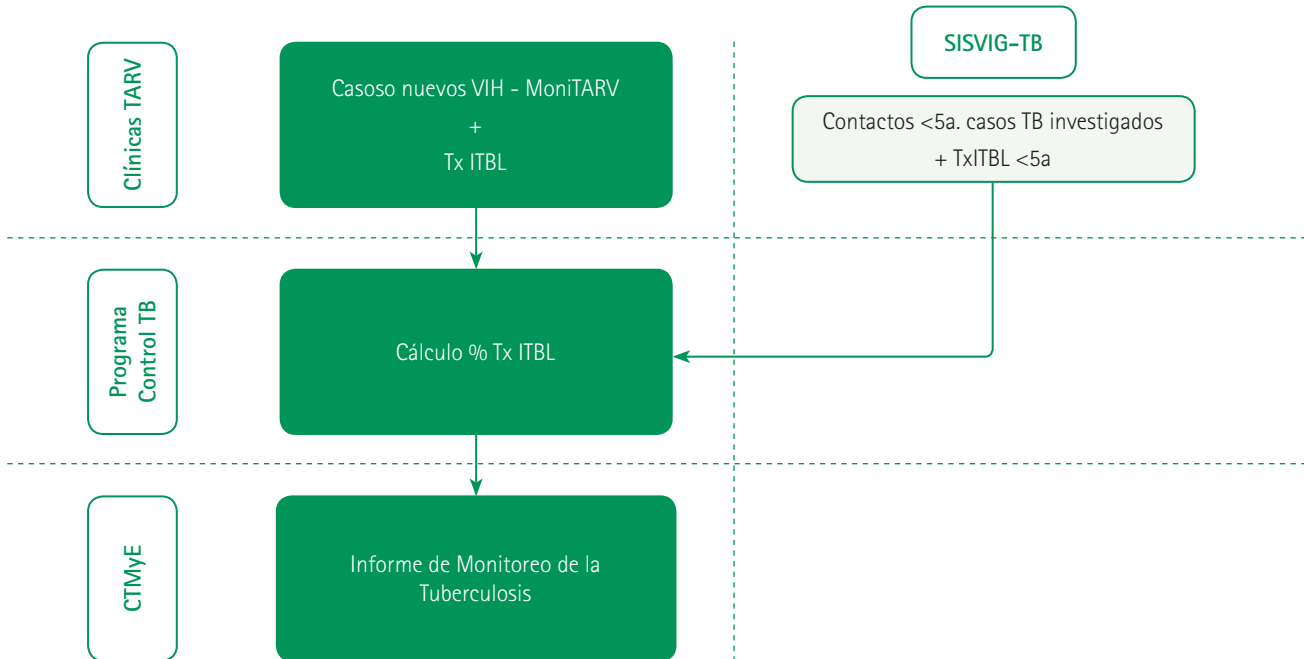 Clínicas TARV
Casoso nuevos VIH - MoniTARV
+
Tx ITBL
SISVIG-TB
Contactos <5a. casos TB investigados
+ TxITBL <5a
Programa
Control TB
Cálculo % Tx ITBL
CTMyE
Informe de Monitoreo de la
Tuberculosis